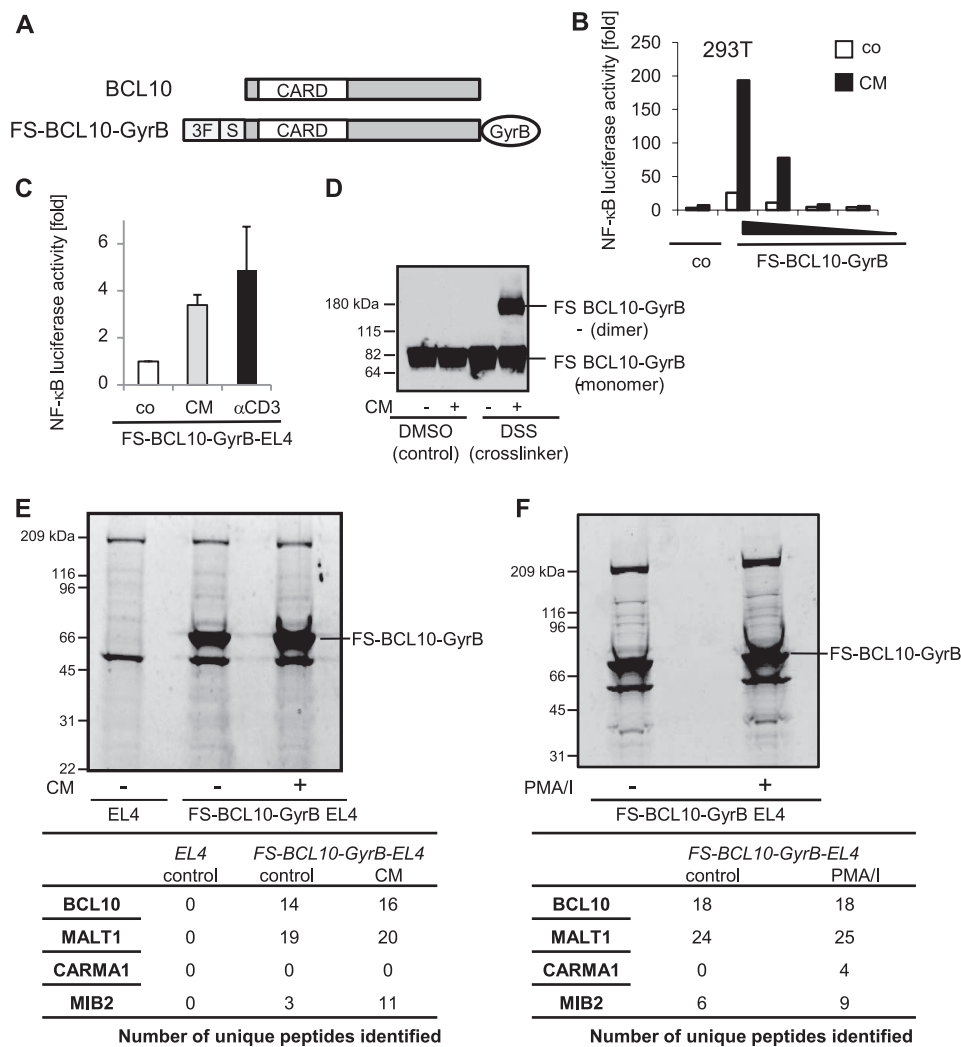 A
BCL10
CARD
FS-BCL10-GyrB
3F
S
CARD
GyrB
B
NF-κB luciferase activity [fold]
250
200
150
100
50
0
293T
co
CM
co
FS-BCL10-GyrB
C
NF-κB luciferase activity [fold]
6
4
2
0
co CM αCD3
FS-BCL10-GyrB-EL4
D
180 kDa
115
82
64
FS BCL10-GyrB
- (dimer)
FS BCL10-GyrB
(monomer)
CM - + - +
DMSO
(control)
DSS
(crosslinker)
E
209 kDa
116
96
66
45
31
22
FS-BCL10-GyrB
CM - - +
EL4 FS-BCL10-GyrB EL4
EL4 FS-BCL10-GyrB-EL4
control control CM
BCL10 0 14 16
MALT1 0 19 20
CARMA1 0 0 0
MIB2 0 3 11
Number of unique peptides identified
F
209 kDa
116
96
66
45
31
FS-BCL10-GyrB
PMA/I - +
FS-BCL10-GyrB EL4
FS-BCL10-GyrB-EL4
control PMA/I
BCL10 18 18
MALT1 24 25
CARMA1 0 4
MIB2 6 9
Number of unique peptides identified